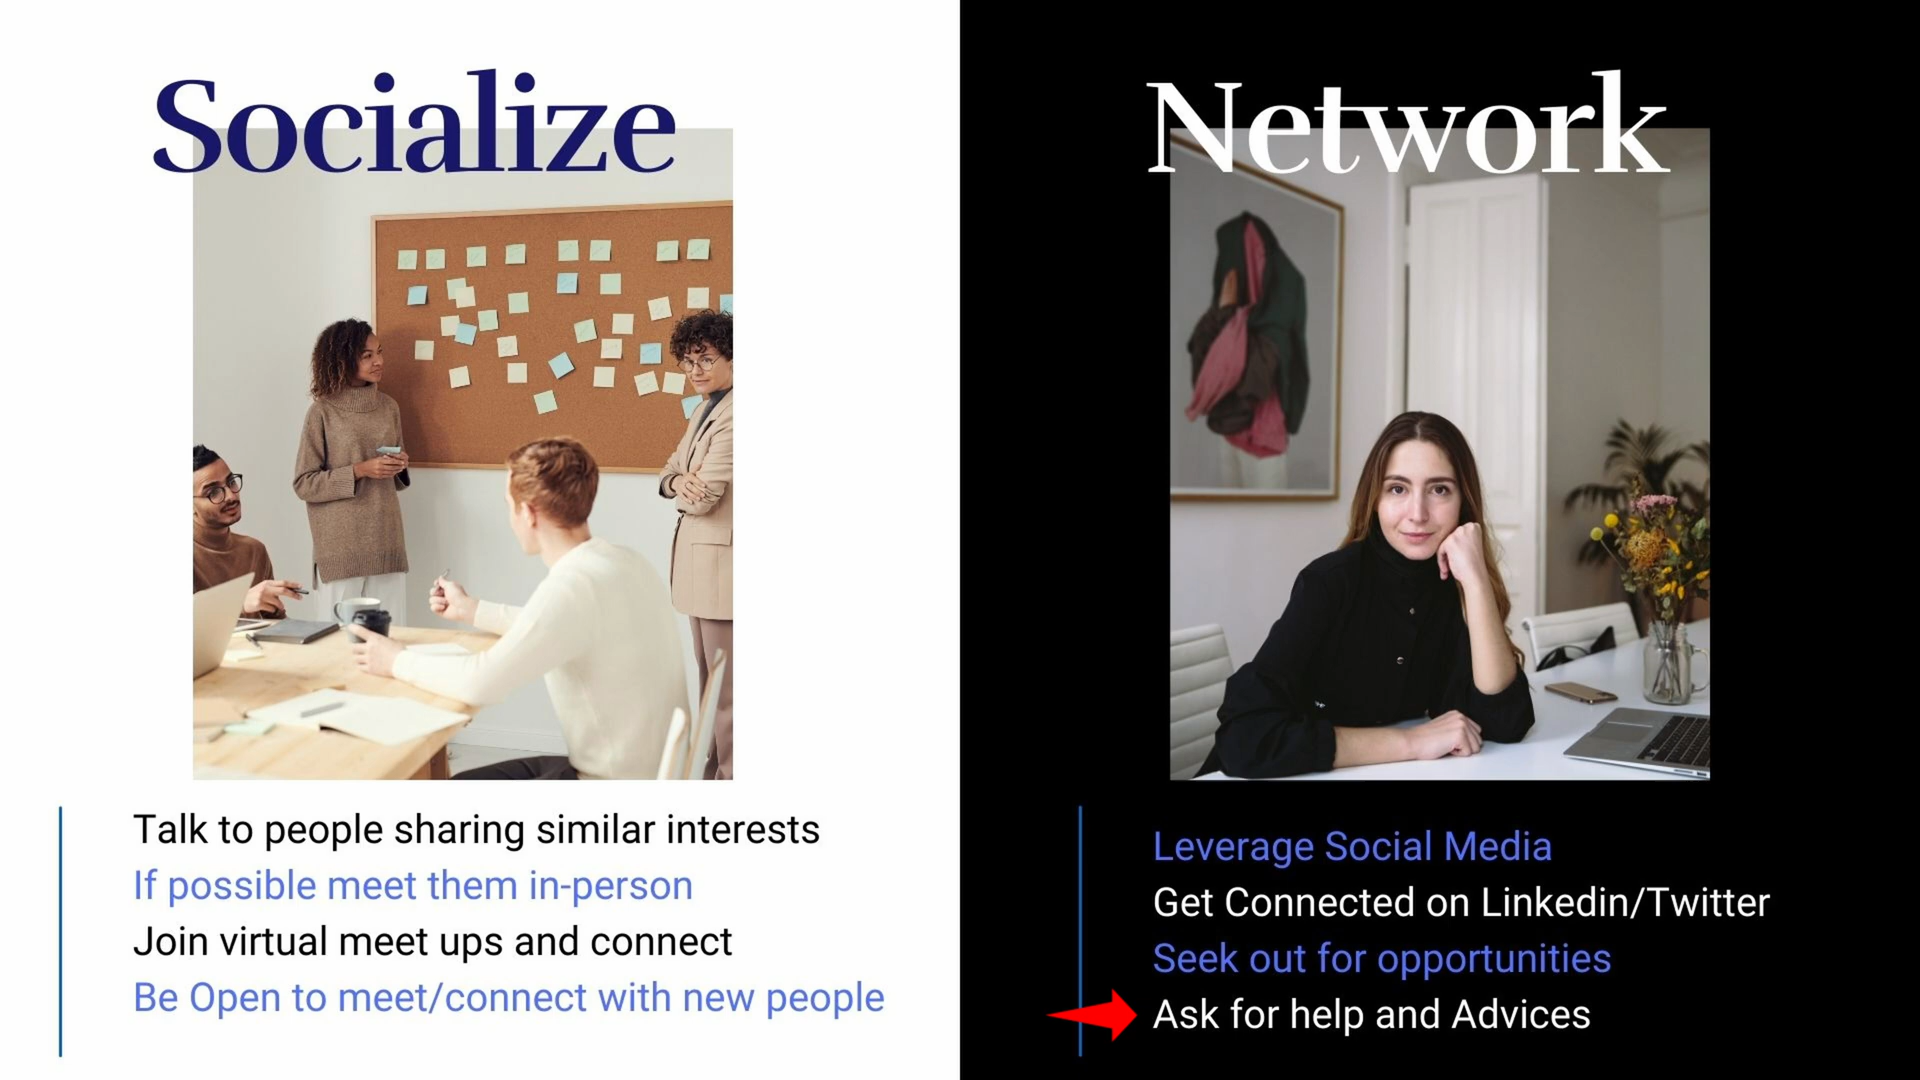 Socialize
Talk to people sharing similar interests
If possible meet them in-person
Join virtual meet ups and connect
Be Open to meet/connect with new people
Network
Leverage Social Media
Get Connected on Linkedin/Twitter
Seek out for opportunities
Ask for help and Advices